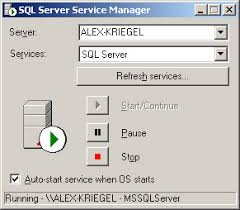 SQL Server Service Manager
Server: ALEX-KRIEGEL
Services: SQL Server
Refresh services...
Start/Continue
Pause
Stop
Auto-start service when OS starts
Running - \\ALEX-KRIEGEL - MSSQLServer